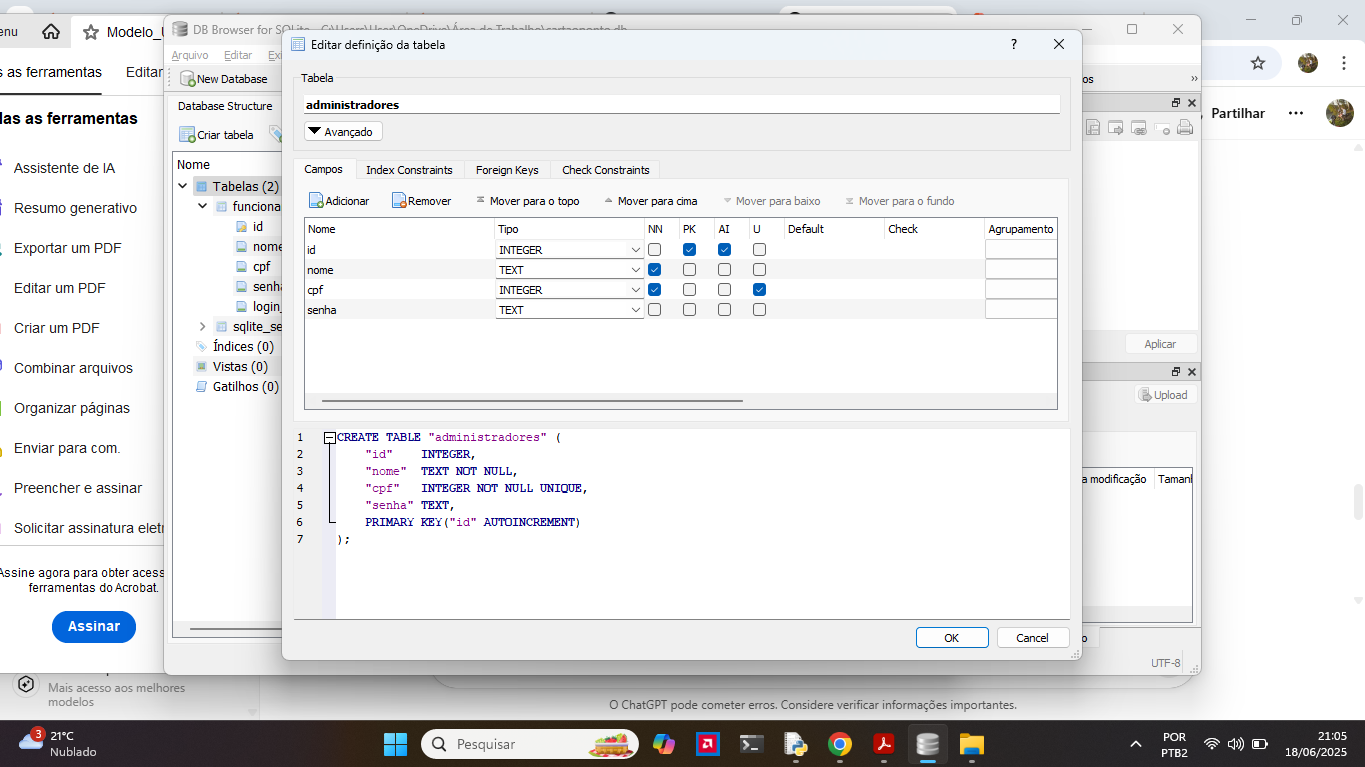 enu
Modelo_
DB Browser for SQLite - C:\Users\User\OneDrive\Área de Trabalho\cartaoponto.db
Arquivo Editar
s as ferramentas Editar
New Database
os
»
Database Structure
Criar tabela
Nome
Tabelas (2)
funciona
id
nome
cpf
senha
login_
sqlite_se
Índices (0)
Vistas (0)
Gatilhos (0)
das as ferramentas
Assistente de IA
Resumo generativo
Exportar um PDF
Editar um PDF
Criar um PDF
Combinar arquivos
Organizar páginas
Enviar para com.
Preencher e assinar
Solicitar assinatura elet
Assine agora para obter acess
ferramentas do Acrobat.
Assinar
Mais acesso aos melhores
modelos
Editar definição da tabela
?
Tabela
administradores
Avançado
Campos Index Constraints Foreign Keys Check Constraints
Adicionar Remover Mover para o topo Mover para cima Mover para baixo Mover para o fundo
Nome Tipo NN PK AI U Default Check Agrupamento
id INTEGER
nome TEXT
cpf INTEGER
senha TEXT
1 CREATE TABLE "administradores" (
2 "id" INTEGER,
3 "nome" TEXT NOT NULL,
4 "cpf" INTEGER NOT NULL UNIQUE,
5 "senha" TEXT,
6 PRIMARY KEY("id" AUTOINCREMENT)
7 );
OK Cancel
Partilhar
Aplicar
Upload
a modificação Taman
o
UTF-8
O ChatGPT pode cometer erros. Considere verificar informações importantes.
3
21°C
Nublado
Pesquisar
POR
PTB2
21:05
18/06/2025